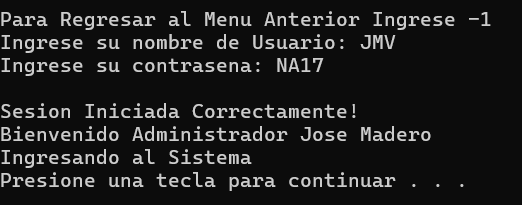 Para Regresar al Menu Anterior Ingrese -1
Ingrese su nombre de Usuario: JMV
Ingrese su contrasena: NA17
Sesion Iniciada Correctamente!
Bienvenido Administrador Jose Madero
Ingresando al Sistema
Presione una tecla para continuar . . .